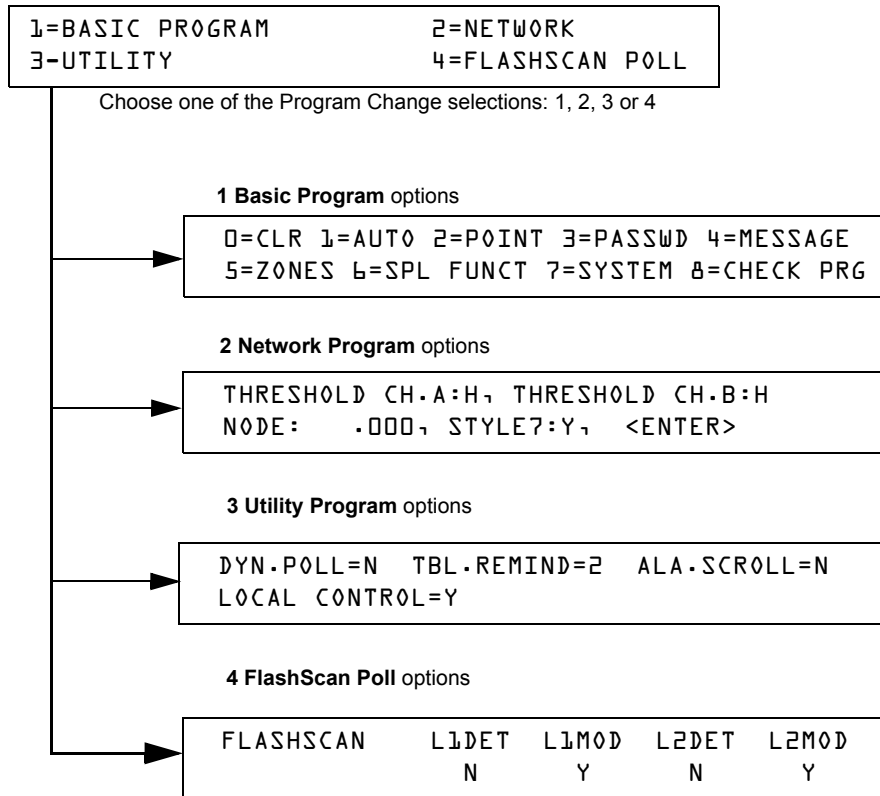 1=BASIC PROGRAM 2=NETWORK
3-UTILITY 4=FLASHSCAN POLL
Choose one of the Program Change selections: 1, 2, 3 or 4
1 Basic Program options
0=CLR 1=AUTO 2=POINT 3=PASSWD 4=MESSAGE
5=ZONES 6=SPL FUNCT 7=SYSTEM 8=CHECK PRG
2 Network Program options
THRESHOLD CH.A:H, THRESHOLD CH.B:H
NODE: .000, STYLE7:Y, <ENTER>
3 Utility Program options
DYN.POLL=N TBL.REMIND=2 ALA.SCROLL=N
LOCAL CONTROL=Y
4 FlashScan Poll options
FLASHSCAN L1DET L1MOD L2DET L2MOD
N Y N Y